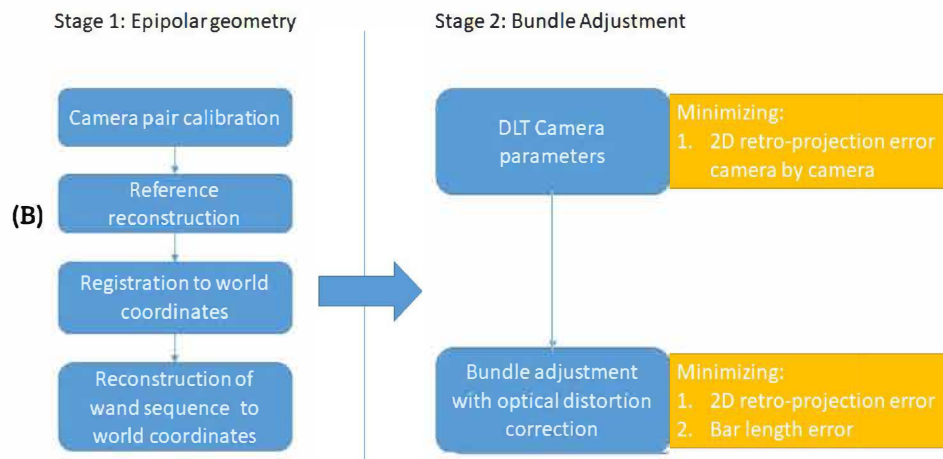 Stage 1: Epipolar geometry
Stage 2: Bundle Adjustment
(B)
Camera pair calibration
Reference
reconstruction
Registration to world
coordinates
Reconstruction of
wand sequence to
world coordinates
DLT Camera
parameters
Minimizing:
1. 2D retro-projection error
camera by camera
Bundle adjustment
with optical distortion
correction
Minimizing:
1. 2D retro-projection error
2. Bar length error